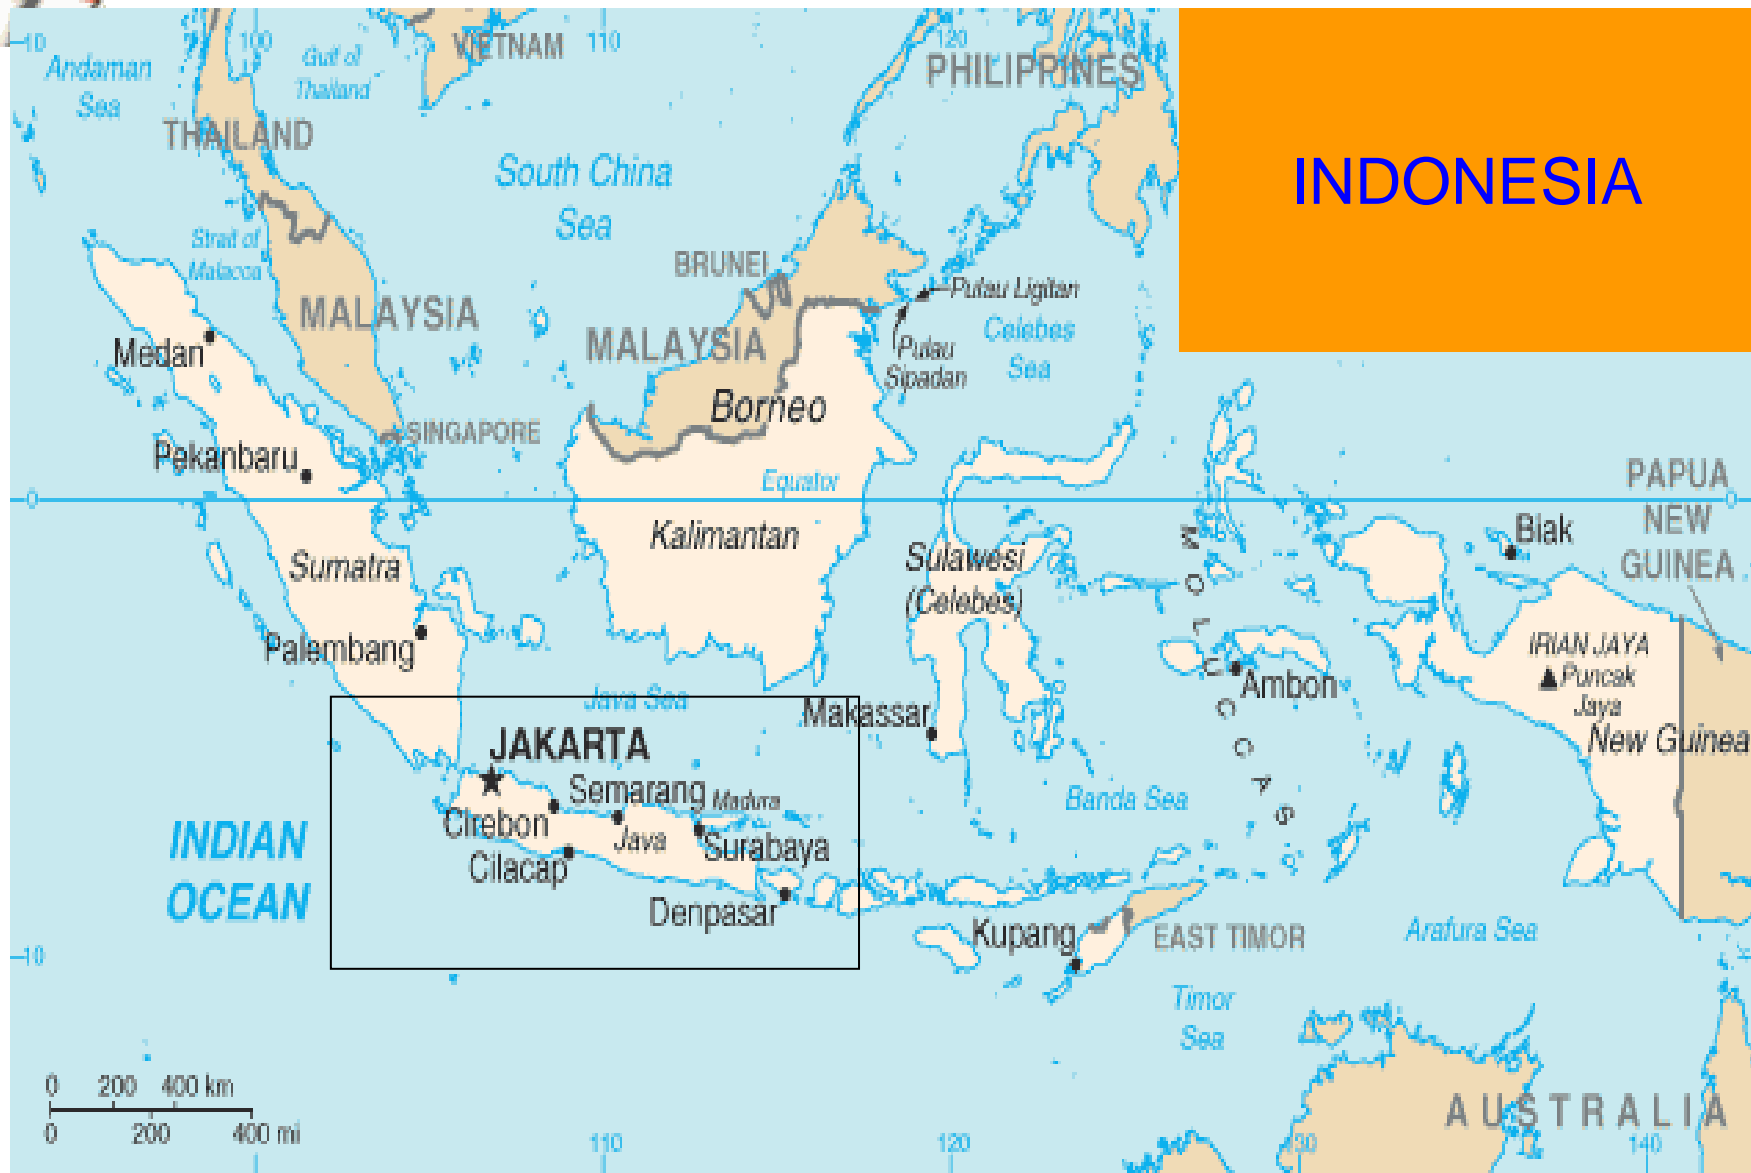 10
100
110
120
Andaman
Sea
Gulf of
Thailand
VIETNAM
PHILIPPINES
THAILAND
South China
Sea
INDONESIA
Strait of
Malacca
BRUNEI
MALAYSIA
MALAYSIA
Pulau Ligitan
Pulau
Sipadan
Celebes
Sea
Medan
Borneo
SINGAPORE
Pekanbaru
Equator
0
0
PAPUA
NEW
GUINEA
Biak
Kalimantan
Sumatra
Sulawesi
(Celebes)
MOLUCCAS
Palembang
IRIAN JAYA
Puncak
Jaya
New Guinea
Ambon
Java Sea
Makassar
JAKARTA
Semarang
Madura
Cirebon
Java
Surabaya
Cilacap
Banda Sea
INDIAN
OCEAN
Denpasar
Kupang
EAST TIMOR
Arafura Sea
10
Timor
Sea
0 200 400 km
0 200 400 mi
AUSTRALIA
110
120
130
140